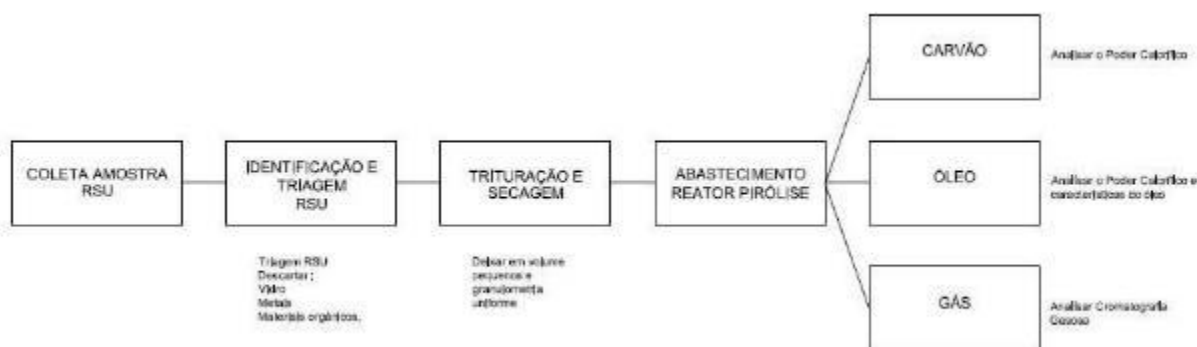 COLETA AMOSTRA
RSU
IDENTIFICAÇÃO E
TRIAGEM
RSU
Triagem RSU
Descartar ;
Vidro
Metais
Materiais orgânicos.
TRITURAÇÃO E
SECAGEM
Deixar em volume
pequenos e
granulometria
uniforme
ABASTECIMENTO
REATOR PIRÓLISE
CARVÃO
Analisar o Poder Calorífico
ÓLEO
Analisar o Poder Calorífico e
características do óleo
GÁS
Analisar Cromatografia
Gasosa